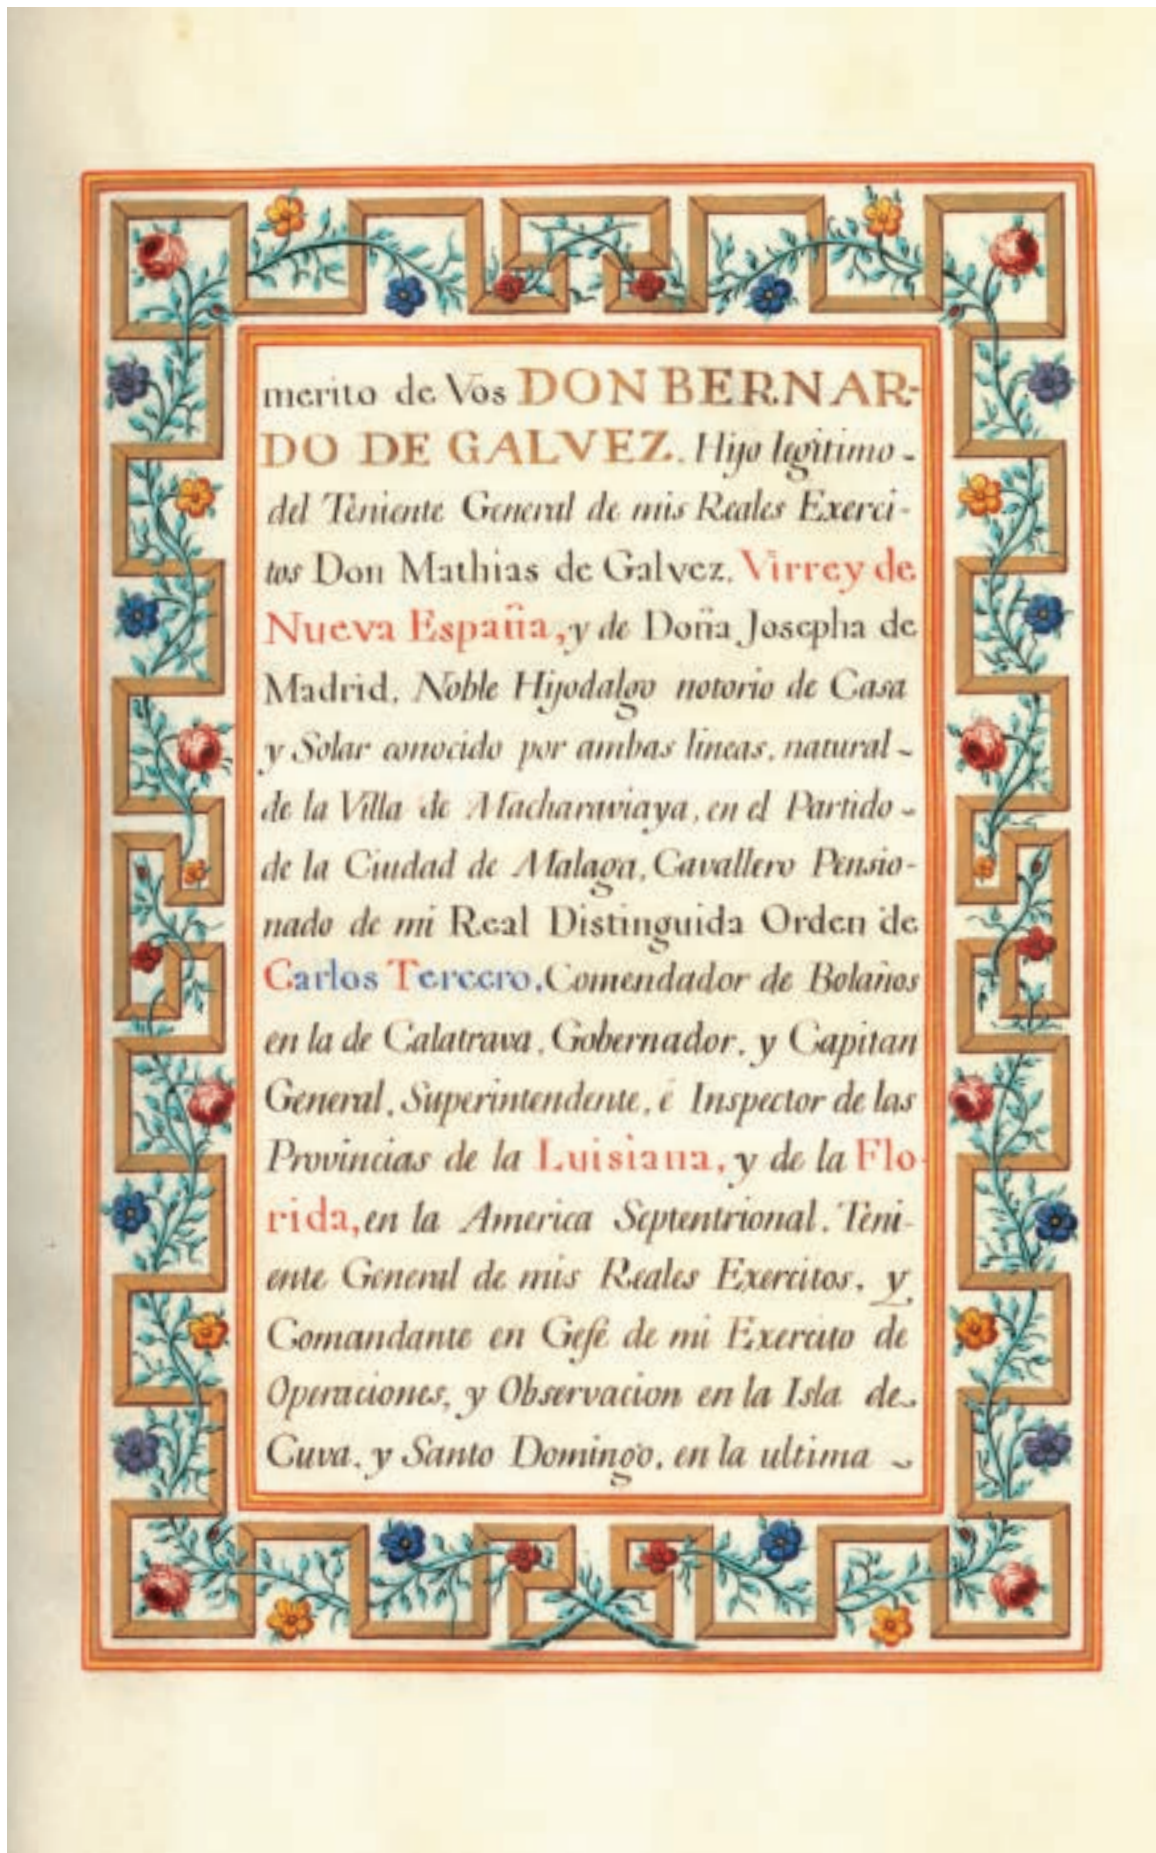 merito de Vos DON BERNAR-
DO DE GALVEZ. Hijo legitimo -
del Teniente General de mis Reales Exerci-
tos Don Mathias de Galvez, Virrey de
Nueva España, y de Doña Josepha de
Madrid, Noble Hijodalgo notorio de Casa
y Solar conocido por ambas lineas, natural -
de la Villa de Macharaviaya, en el Partido -
de la Ciudad de Malaga, Cavallero Pensio-
nado de mi Real Distinguida Orden de
Carlos Tercero, Comendador de Bolaños
en la de Calatrava, Gobernador, y Capitan
General, Superintendente, é Inspector de las
Provincias de la Luisiana, y de la Flo-
rida, en la America Septentrional, Teni-
ente General de mis Reales Exercitos, y
Comandante en Gefe de mi Exercito de
Operaciones, y Observacion en la Isla de
Cuva, y Santo Domingo, en la ultima -